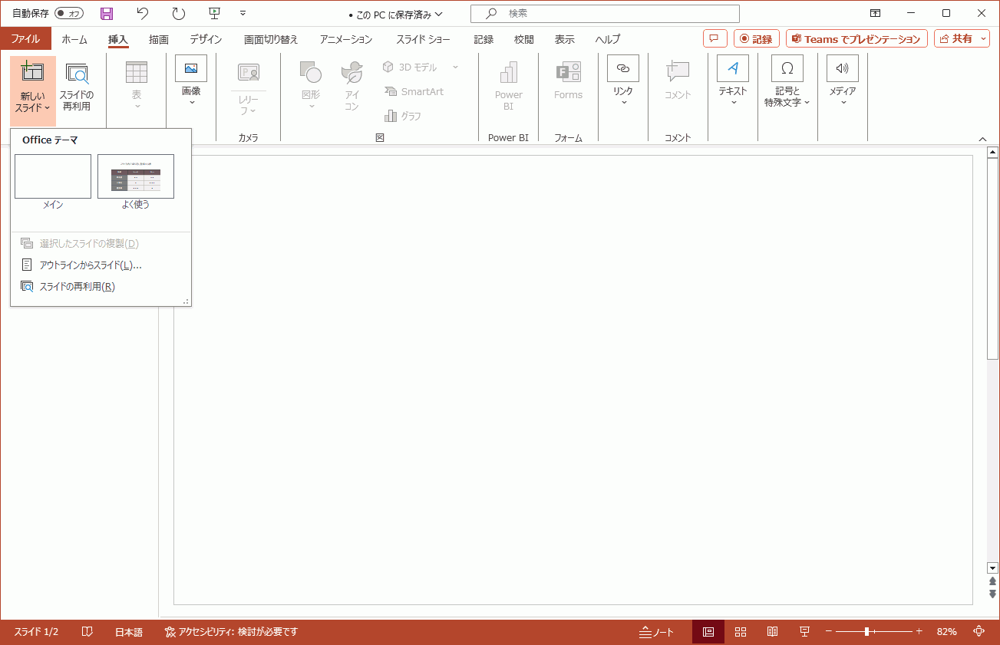 自動保存 オフ
• この PC に保存済み
検索
ファイル ホーム 挿入 描画 デザイン 画面切り替え アニメーション スライド ショー 記録 校閲 表示 ヘルプ
記録
Teams でプレゼンテーション
共有
新しい
スライド
スライドの
再利用
表
画像
レリー
フ
カメラ
図形
アイ
コン
3D モデル
SmartArt
グラフ
図
Power
BI
Power BI
Forms
フォーム
リンク
コメント
コメント
テキスト
記号と
特殊文字
メディア
Office テーマ
メイン
よく使う
選択したスライドの複製(D)
アウトラインからスライド(L)...
スライドの再利用(R)
スライド 1/2
日本語
アクセシビリティ: 検討が必要です
ノート
82%